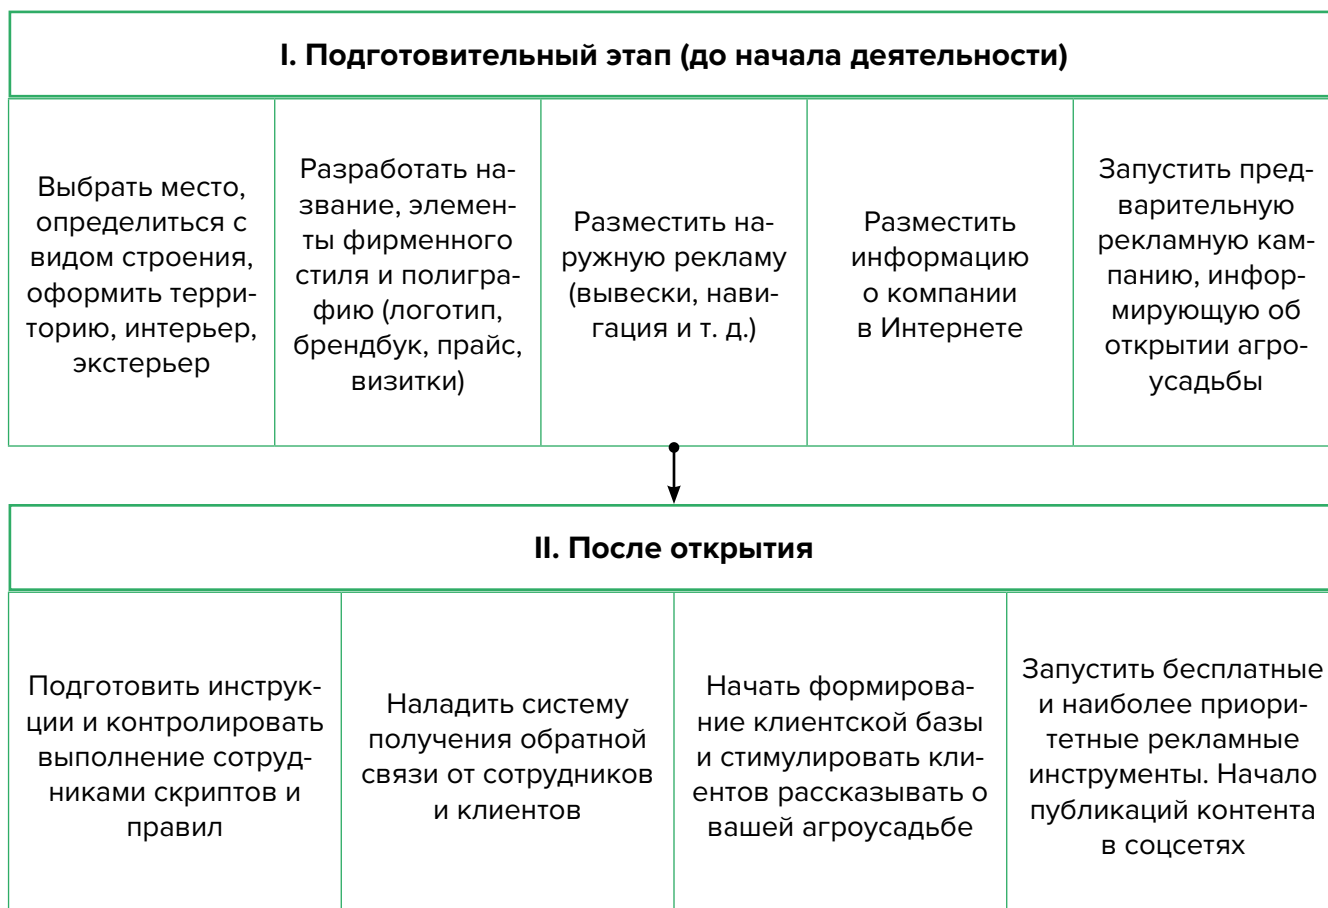 I. Подготовительный этап (до начала деятельности)
Выбрать место,
определиться с
видом строения,
оформить терри-
торию, интерьер,
экстерьер
Разработать на-
звание, элемен-
ты фирменного
стиля и полигра-
фию (логотип,
брендбук, прайс,
визитки)
Разместить на-
ружную рекламу
(вывески, нави-
гация и т. д.)
Разместить
информацию
о компании
в Интернете
Запустить пред-
варительную
рекламную кам-
панию, инфор-
мирующую об
открытии агро-
усадьбы
II. После открытия
Подготовить инструк-
ции и контролировать
выполнение сотруд-
никами скриптов и
правил
Наладить систему
получения обратной
связи от сотрудников
и клиентов
Начать формирова-
ние клиентской базы
и стимулировать кли-
ентов рассказывать о
вашей агроусадьбе
Запустить бесплатные
и наиболее приори-
тетные рекламные
инструменты. Начало
публикаций контента
в соцсетях